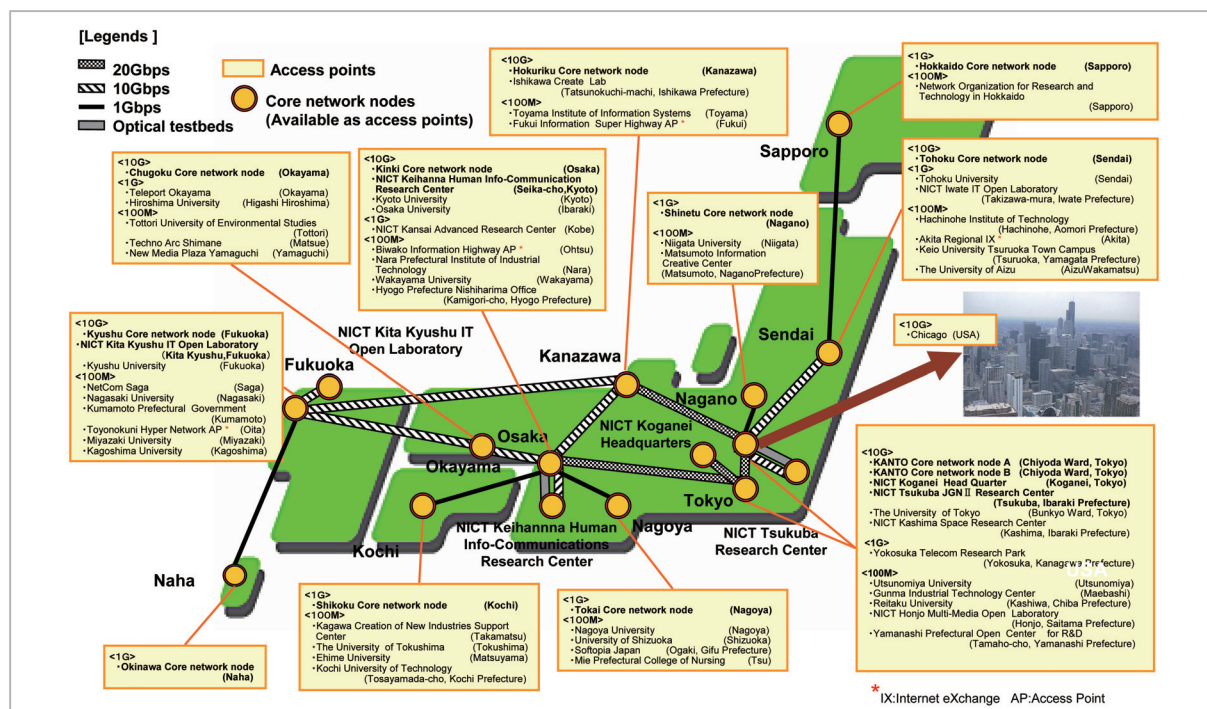 [Legends ]
20Gbps
10Gbps
1Gbps
Optical testbeds
Access points
Core network nodes
(Available as access points)
<10G>
・Hokuriku Core network node (Kanazawa)
・Ishikawa Create Lab
(Tatsunokuchi-machi, Ishikawa Prefecture)
<100M>
・Toyama Institute of Information Systems (Toyama)
・Fukui Information Super Highway AP * (Fukui)
<1G>
・Hokkaido Core network node (Sapporo)
<100M>
・Network Organization for Research and
Technology in Hokkaido
(Sapporo)
<10G>
・Chugoku Core network node (Okayama)
<1G>
・Teleport Okayama (Okayama)
・Hiroshima University (Higashi Hiroshima)
<100M>
・Tottori University of Environmental Studies
(Tottori)
・Techno Arc Shimane (Matsue)
・New Media Plaza Yamaguchi (Yamaguchi)
<10G>
・Kinki Core network node (Osaka)
・NICT Keihanna Human Info-Communication
Research Center (Seika-cho,Kyoto)
・Kyoto University (Kyoto)
・Osaka University (Ibaraki)
<1G>
・NICT Kansai Advanced Research Center (Kobe)
<100M>
・Biwako Information Highway AP * (Ohtsu)
・Nara Prefectural Institute of Industrial
Technology (Nara)
・Wakayama University (Wakayama)
・Hyogo Prefecture Nishiharima Office
(Kamigori-cho, Hyogo Prefecture)
<1G>
・Shinetu Core network node
(Nagano)
<100M>
・Niigata University (Niigata)
・Matsumoto Information
Creative Center
(Matsumoto, NaganoPrefecture)
<10G>
・Tohoku Core network node (Sendai)
<1G>
・Tohoku University (Sendai)
・NICT Iwate IT Open Laboratory
(Takizawa-mura, Iwate Prefecture)
<100M>
・Hachinohe Institute of Technology
(Hachinohe, Aomori Prefecture)
・Akita Regional IX * (Akita)
・Keio University Tsuruoka Town Campus
(Tsuruoka, Yamagata Prefecture)
・The University of Aizu (AizuWakamatsu)
<10G>
・Kyushu Core network node (Fukuoka)
・NICT Kita Kyushu IT Open Laboratory
(Kita Kyushu,Fukuoka)
・Kyushu University (Fukuoka)
<100M>
・NetCom Saga (Saga)
・Nagasaki University (Nagasaki)
・Kumamoto Prefectural Government
(Kumamoto)
・Toyonokuni Hyper Network AP * (Oita)
・Miyazaki University (Miyazaki)
・Kagoshima University (Kagoshima)
<10G>
・Chicago (USA)
Sapporo
Sendai
NICT Kita Kyushu IT
Open Laboratory
Fukuoka
Kanazawa
Nagano
NICT Koganei
Headquarters
Osaka
Okayama
Tokyo
Kochi
NICT Keihannna Human
Info-Communications
Research Center
Nagoya
NICT Tsukuba
Research Center
Naha
<10G>
・KANTO Core network node A (Chiyoda Ward, Tokyo)
・KANTO Core network node B (Chiyoda Ward, Tokyo)
・NICT Koganei Head Quarter (Koganei, Tokyo)
・NICT Tsukuba JGNⅡ Research Center
(Tsukuba, Ibaraki Prefecture)
・The University of Tokyo (Bunkyo Ward, Tokyo)
・NICT Kashima Space Research Center
(Kashima, Ibaraki Prefecture)
<1G>
・Yokosuka Telecom Research Park
(Yokosuka, Kanagawa Prefecture)
USA
<100M>
・Utsunomiya University (Utsunomiya)
・Gunma Industrial Technology Center (Maebashi)
・Reitaku University (Kashiwa, Chiba Prefecture)
・NICT Honjo Multi-Media Open Laboratory
(Honjo, Saitama Prefecture)
・Yamanashi Prefectural Open Center for R&D
(Tamaho-cho, Yamanashi Prefecture)
<1G>
・Okinawa Core network node
(Naha)
<1G>
・Shikoku Core network node (Kochi)
<100M>
・Kagawa Creation of New Industries Support
Center (Takamatsu)
・The University of Tokushima (Tokushima)
・Ehime University (Matsuyama)
・Kochi University of Technology
(Tosayamada-cho, Kochi Prefecture)
<1G>
・Tokai Core network node (Nagoya)
<100M>
・Nagoya University (Nagoya)
・University of Shizuoka (Shizuoka)
・Softopia Japan (Ogaki, Gifu Prefecture)
・Mie Prefectural College of Nursing (Tsu)
*IX:Internet eXchange AP:Access Point